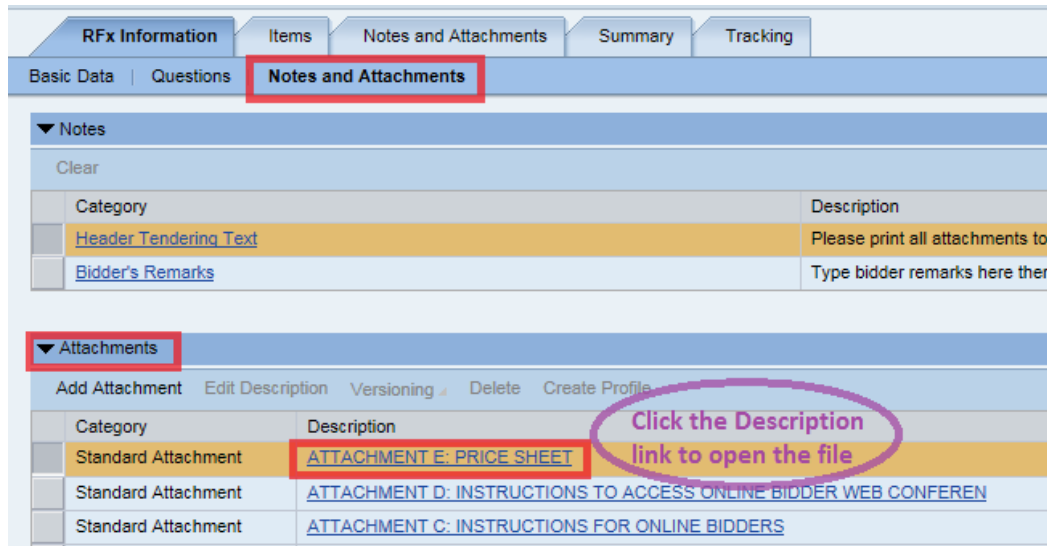 RFx Information Items Notes and Attachments Summary Tracking
Basic Data | Questions Notes and Attachments
Notes
Clear
Category Description
Header Tendering Text Please print all attachments to
Bidder's Remarks Type bidder remarks here ther
Attachments
Add Attachment Edit Description Versioning Delete Create Profile
Category Description
Standard Attachment ATTACHMENT E: PRICE SHEET
Standard Attachment ATTACHMENT D: INSTRUCTIONS TO ACCESS ONLINE BIDDER WEB CONFEREN
Standard Attachment ATTACHMENT C: INSTRUCTIONS FOR ONLINE BIDDERS
Click the Description
link to open the file